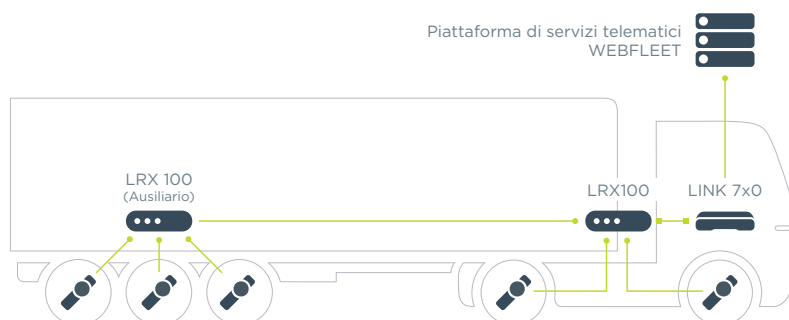 Piattaforma di servizi telematici
WEBFLEET
LRX 100
(Ausiliario)
LRX100
LINK 7x0